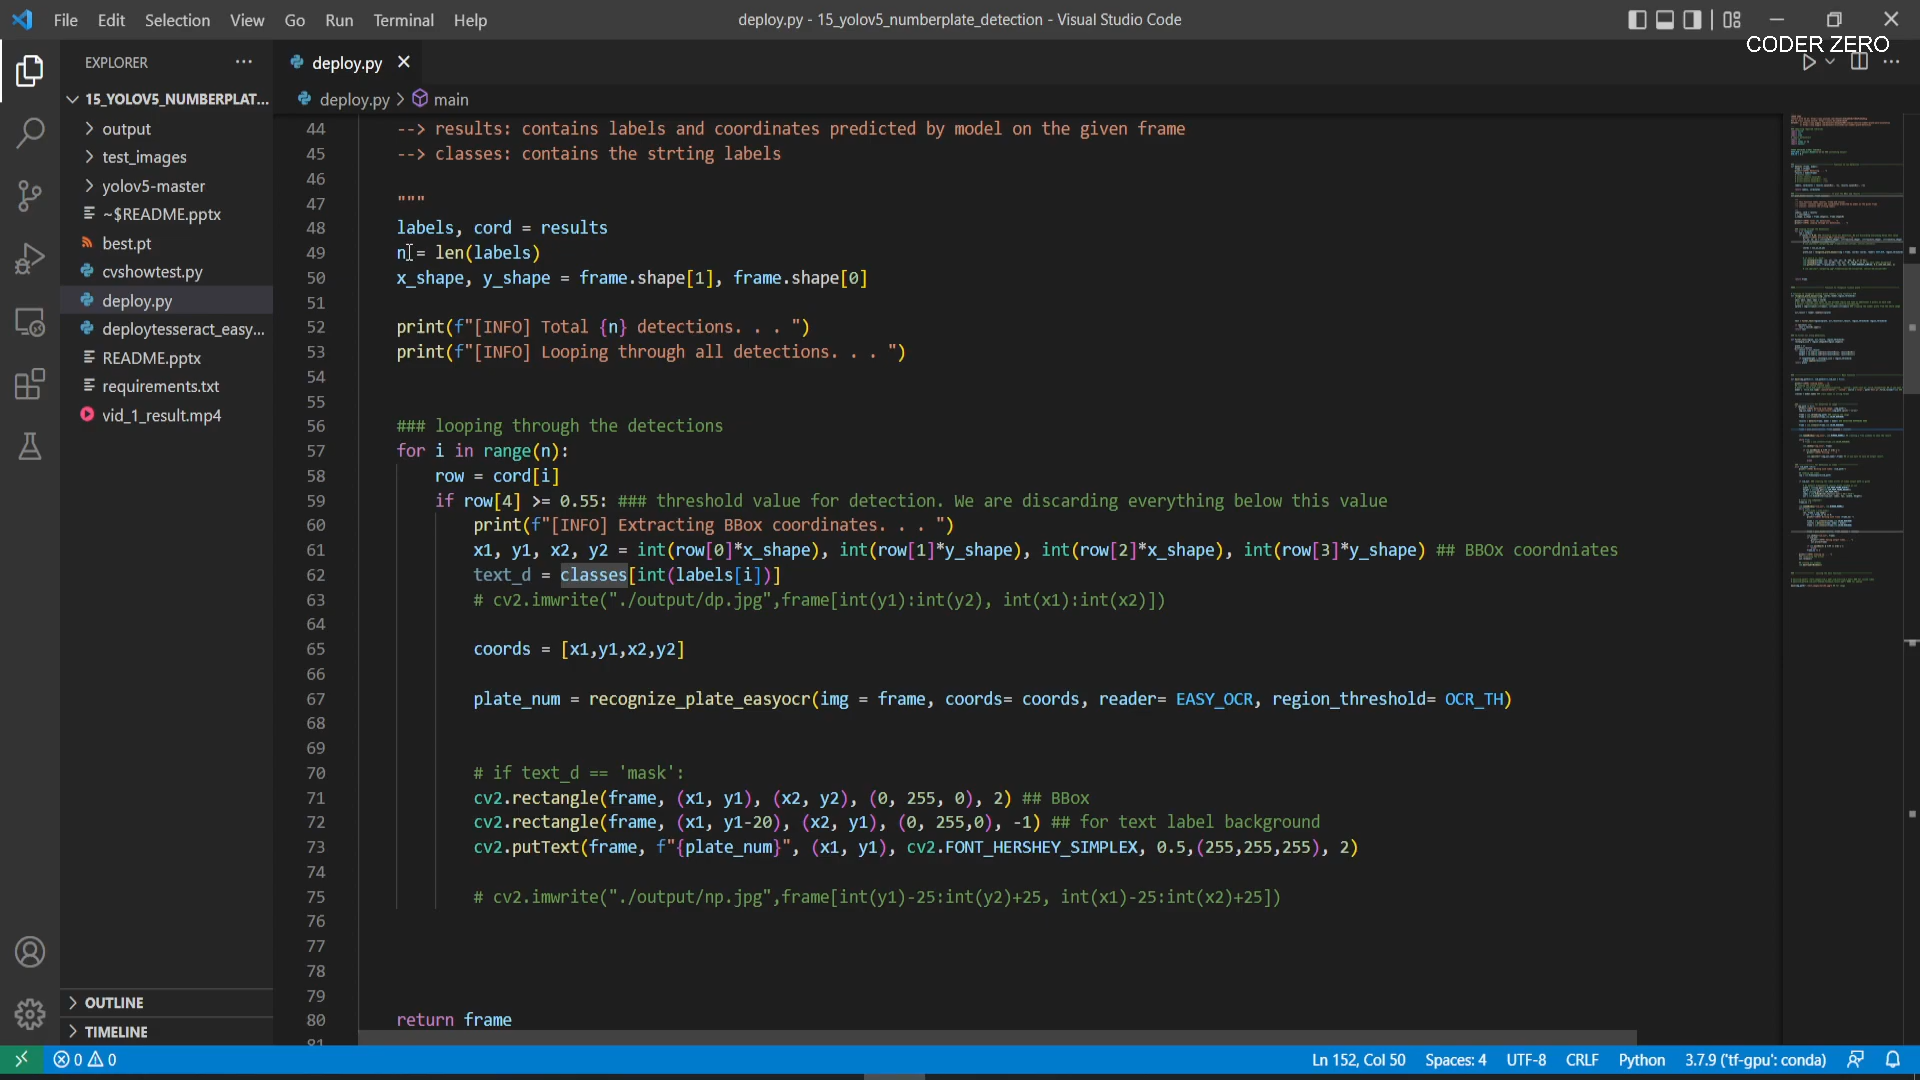 File Edit Selection View Go Run Terminal Help
deploy.py - 15_yolov5_numberplate_detection - Visual Studio Code
CODER ZERO
EXPLORER ···
15_YOLOV5_NUMBERPLAT...
output
test_images
yolov5-master
~$README.pptx
best.pt
cvshowtest.py
deploy.py
deploytesseract_easy...
README.pptx
requirements.txt
vid_1_result.mp4
OUTLINE
TIMELINE
deploy.py
deploy.py > main
44 --> results: contains labels and coordinates predicted by model on the given frame
45 --> classes: contains the strting labels
46
47 """
48 labels, cord = results
49 n = len(labels)
50 x_shape, y_shape = frame.shape[1], frame.shape[0]
51
52 print(f"[INFO] Total {n} detections. . . ")
53 print(f"[INFO] Looping through all detections. . . ")
54
55
56 ### looping through the detections
57 for i in range(n):
58 row = cord[i]
59 if row[4] >= 0.55: ### threshold value for detection. We are discarding everything below this value
60 print(f"[INFO] Extracting BBox coordinates. . . ")
61 x1, y1, x2, y2 = int(row[0]*x_shape), int(row[1]*y_shape), int(row[2]*x_shape), int(row[3]*y_shape) ## BBOx coordniates
62 text_d = classes[int(labels[i])]
63 # cv2.imwrite("./output/dp.jpg",frame[int(y1):int(y2), int(x1):int(x2)])
64
65 coords = [x1,y1,x2,y2]
66
67 plate_num = recognize_plate_easyocr(img = frame, coords= coords, reader= EASY_OCR, region_threshold= OCR_TH)
68
69
70 # if text_d == 'mask':
71 cv2.rectangle(frame, (x1, y1), (x2, y2), (0, 255, 0), 2) ## BBox
72 cv2.rectangle(frame, (x1, y1-20), (x2, y1), (0, 255,0), -1) ## for text label background
73 cv2.putText(frame, f"{plate_num}", (x1, y1), cv2.FONT_HERSHEY_SIMPLEX, 0.5,(255,255,255), 2)
74
75 # cv2.imwrite("./output/np.jpg",frame[int(y1)-25:int(y2)+25, int(x1)-25:int(x2)+25])
76
77
78
79
80 return frame
81
0 0 Ln 152, Col 50 Spaces: 4 UTF-8 CRLF Python 3.7.9 ('tf-gpu': conda)